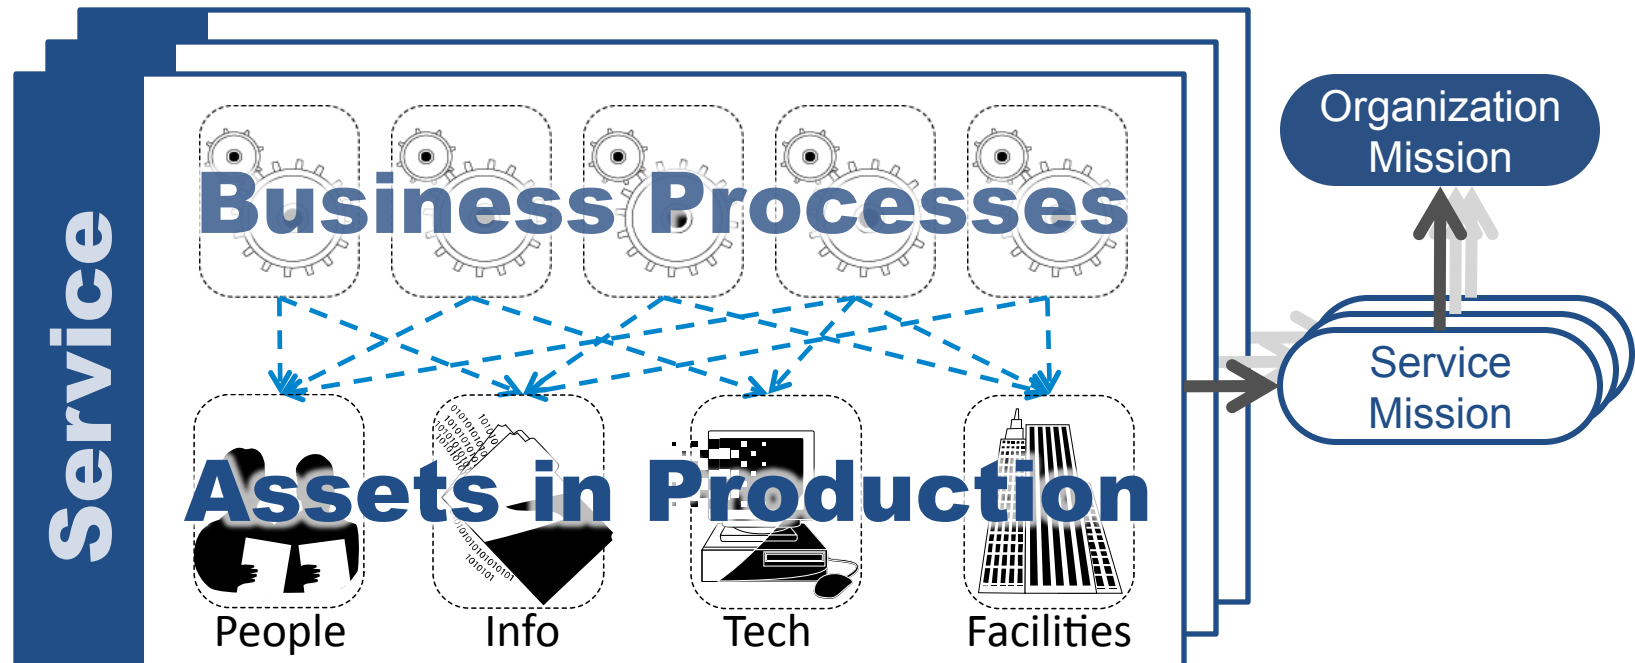 Service
Business Processes
Assets in Production
People
Info
Tech
Facilities
Organization
Mission
Service
Mission